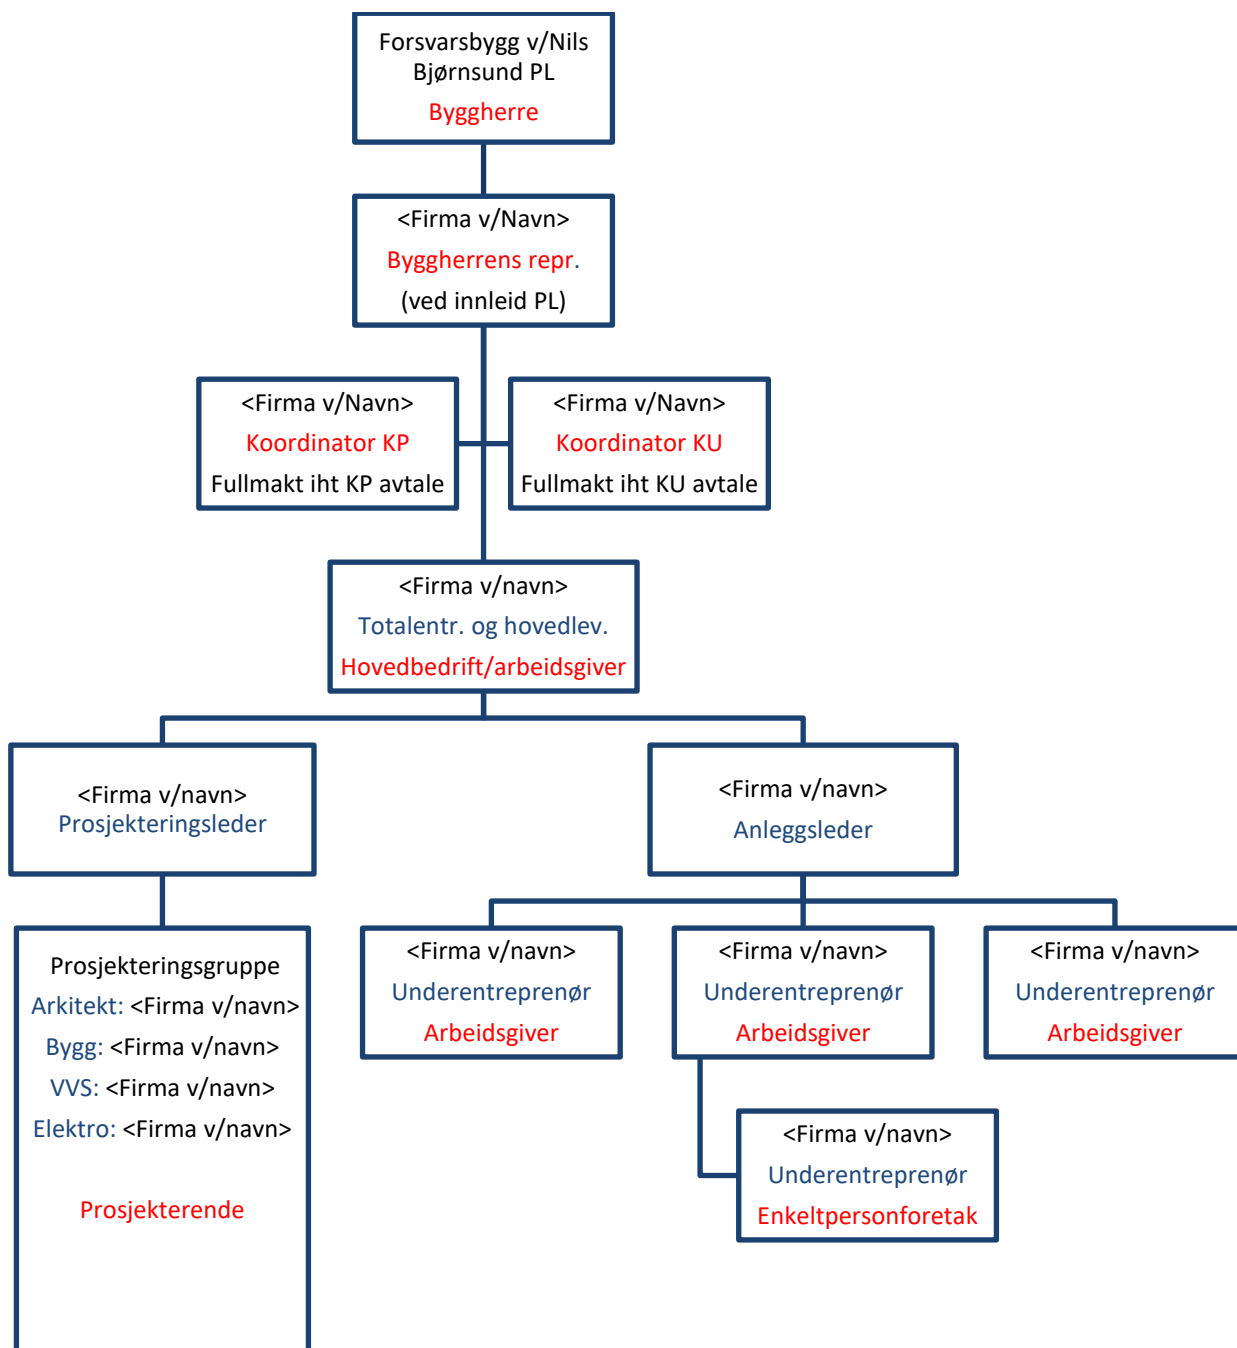 Forsvarsbygg v/Nils
Bjørnsund PL
Byggherre
<Firma v/Navn>
Byggherrens repr.
(ved innleid PL)
<Firma v/Navn>
Koordinator KP
Fullmakt iht KP avtale
<Firma v/Navn>
Koordinator KU
Fullmakt iht KU avtale
<Firma v/navn>
Totalentr. og hovedlev.
Hovedbedrift/arbeidsgiver
<Firma v/navn>
Prosjekteringsleder
<Firma v/navn>
Anleggsleder
Prosjekteringsgruppe
Arkitekt: <Firma v/navn>
Bygg: <Firma v/navn>
VVS: <Firma v/navn>
Elektro: <Firma v/navn>
Prosjekterende
<Firma v/navn>
Underentreprenør
Arbeidsgiver
<Firma v/navn>
Underentreprenør
Arbeidsgiver
<Firma v/navn>
Underentreprenør
Arbeidsgiver
<Firma v/navn>
Underentreprenør
Enkeltpersonforetak